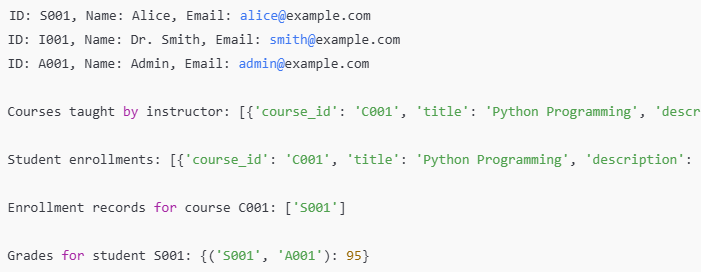 ID: S001, Name: Alice, Email: alice@example.com
ID: I001, Name: Dr. Smith, Email: smith@example.com
ID: A001, Name: Admin, Email: admin@example.com
Courses taught by instructor: [{'course_id': 'C001', 'title': 'Python Programming', 'descr
Student enrollments: [{'course_id': 'C001', 'title': 'Python Programming', 'description':
Enrollment records for course C001: ['S001']
Grades for student S001: {('S001', 'A001'): 95}